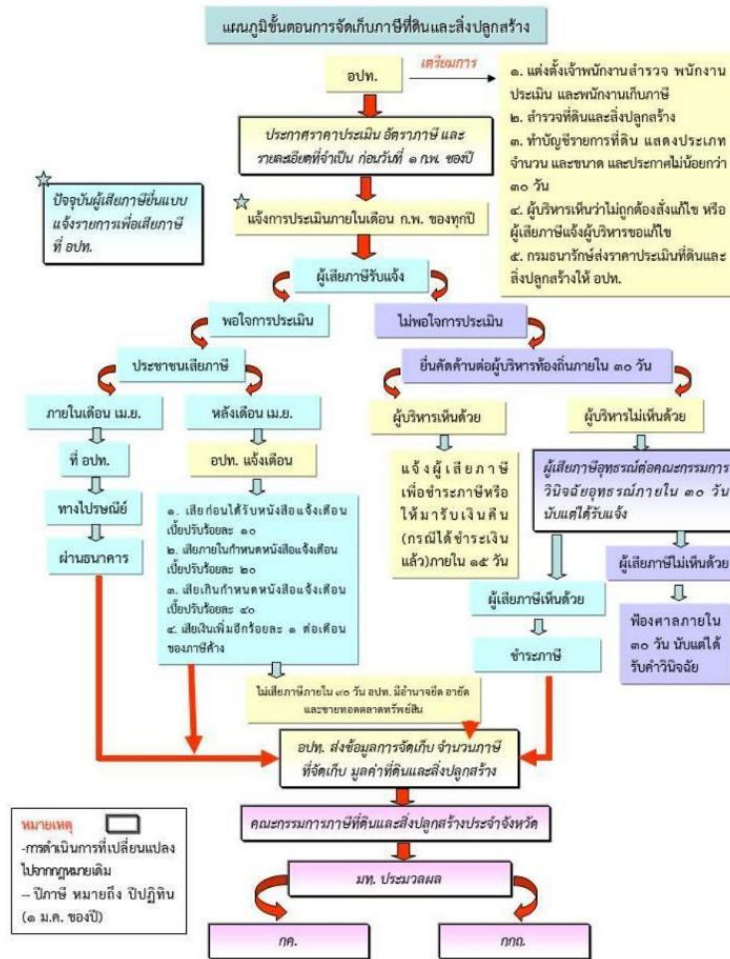 แผนภูมิขั้นตอนการจัดเก็บภาษีที่ดินและสิ่งปลูกสร้าง
อปท.
เตรียมการ
๑. แต่งตั้งเจ้าพนักงานสำรวจ พนักงาน
ประเมิน และพนักงานเก็บภาษี
๒. สำรวจที่ดินและสิ่งปลูกสร้าง
๓. ทำบัญชีรายการที่ดิน แสดงประเภท
จำนวน และขนาด และประกาศไม่น้อยกว่า
๓๐ วัน
๔. ผู้บริหารเห็นว่าไม่ถูกต้องสั่งแก้ไข หรือ
ผู้เสียภาษีแจ้งผู้บริหารขอแก้ไข
๕. กรมธนารักษ์ส่งราคาประเมินที่ดินและ
สิ่งปลูกสร้างให้ อปท.
ประกาศราคาประเมิน อัตราภาษี และ
รายละเอียดที่จำเป็น ก่อนวันที่ ๑ ก.พ. ของปี
ปัจจุบันผู้เสียภาษียื่นแบบ
แจ้งรายการเพื่อเสียภาษี
ที่ อปท.
แจ้งการประเมินภายในเดือน ก.พ. ของทุกปี
ผู้เสียภาษีรับแจ้ง
พอใจการประเมิน
ไม่พอใจการประเมิน
ประชาชนเสียภาษี
ยื่นคัดค้านต่อผู้บริหารท้องถิ่นภายใน ๓๐ วัน
ภายในเดือน เม.ย.
หลังเดือน เม.ย.
ผู้บริหารเห็นด้วย
ผู้บริหารไม่เห็นด้วย
ที่ อปท.
อปท. แจ้งเตือน
ทางไปรษณีย์
ผ่านธนาคาร
๑. เสียก่อนได้รับหนังสือแจ้งเตือน
เบี้ยปรับร้อยละ ๑๐
๒. เสียภายในกำหนดหนังสือแจ้งเตือน
เบี้ยปรับร้อยละ ๒๐
๓. เสียเกินกำหนดหนังสือแจ้งเตือน
เบี้ยปรับร้อยละ ๔๐
๔. เสียเงินเพิ่มอีกร้อยละ ๑ ต่อเดือน
ของภาษีค้าง
แจ้งผู้เสียภาษี
เพื่อชำระภาษีหรือ
ให้มารับเงินคืน
(กรณีได้ชำระเงิน
แล้ว)ภายใน ๑๕ วัน
ผู้เสียภาษีอุทธรณ์ต่อคณะกรรมการ
วินิจฉัยอุทธรณ์ภายใน ๓๐ วัน
นับแต่ได้รับแจ้ง
ผู้เสียภาษีไม่เห็นด้วย
ผู้เสียภาษีเห็นด้วย
ฟ้องศาลภายใน
๓๐ วัน นับแต่ได้
รับคำวินิจฉัย
ชำระภาษี
ไม่เสียภาษีภายใน ๙๐ วัน อปท. มีอำนาจยึด อายัด
และขายทอดตลาดทรัพย์สิน
อปท. ส่งข้อมูลการจัดเก็บ จำนวนภาษี
ที่จัดเก็บ มูลค่าที่ดินและสิ่งปลูกสร้าง
คณะกรรมการภาษีที่ดินและสิ่งปลูกสร้างประจำจังหวัด
มท. ประมวลผล
กค.
กกถ.
หมายเหตุ
-การดำเนินการที่เปลี่ยนแปลง
ไปจากกฎหมายเดิม
-- ปีภาษี หมายถึง ปีปฏิทิน
(๑ ม.ค. ของปี)